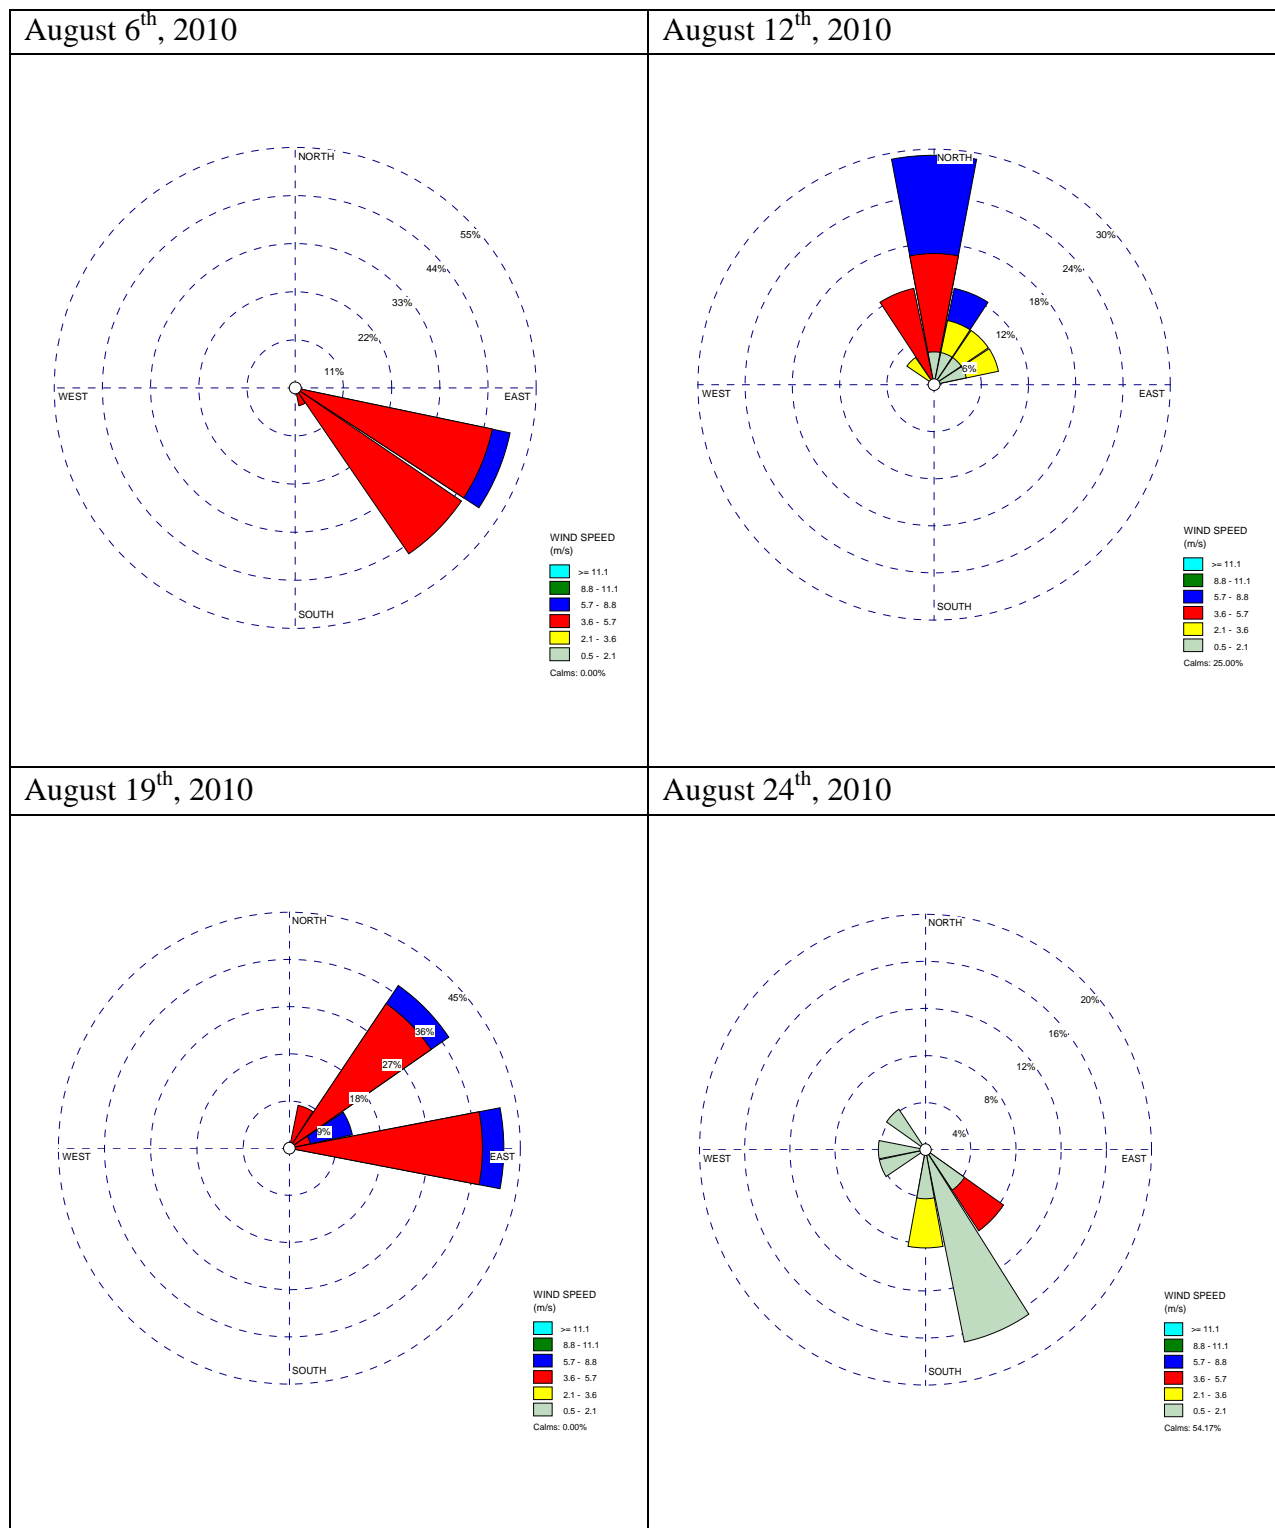 August 6th, 2010
August 12th, 2010
NORTH
55%
44%
33%
22%
11%
WEST
EAST
SOUTH
WIND SPEED
(m/s)
>= 11.1
8.8 - 11.1
5.7 - 8.8
3.6 - 5.7
2.1 - 3.6
0.5 - 2.1
Calms: 0.00%
NORTH
30%
24%
18%
12%
6%
WEST
EAST
SOUTH
WIND SPEED
(m/s)
>= 11.1
8.8 - 11.1
5.7 - 8.8
3.6 - 5.7
2.1 - 3.6
0.5 - 2.1
Calms: 25.00%
August 19th, 2010
August 24th, 2010
NORTH
45%
36%
27%
18%
9%
WEST
EAST
SOUTH
WIND SPEED
(m/s)
>= 11.1
8.8 - 11.1
5.7 - 8.8
3.6 - 5.7
2.1 - 3.6
0.5 - 2.1
Calms: 0.00%
NORTH
20%
16%
12%
8%
4%
WEST
EAST
SOUTH
WIND SPEED
(m/s)
>= 11.1
8.8 - 11.1
5.7 - 8.8
3.6 - 5.7
2.1 - 3.6
0.5 - 2.1
Calms: 54.17%